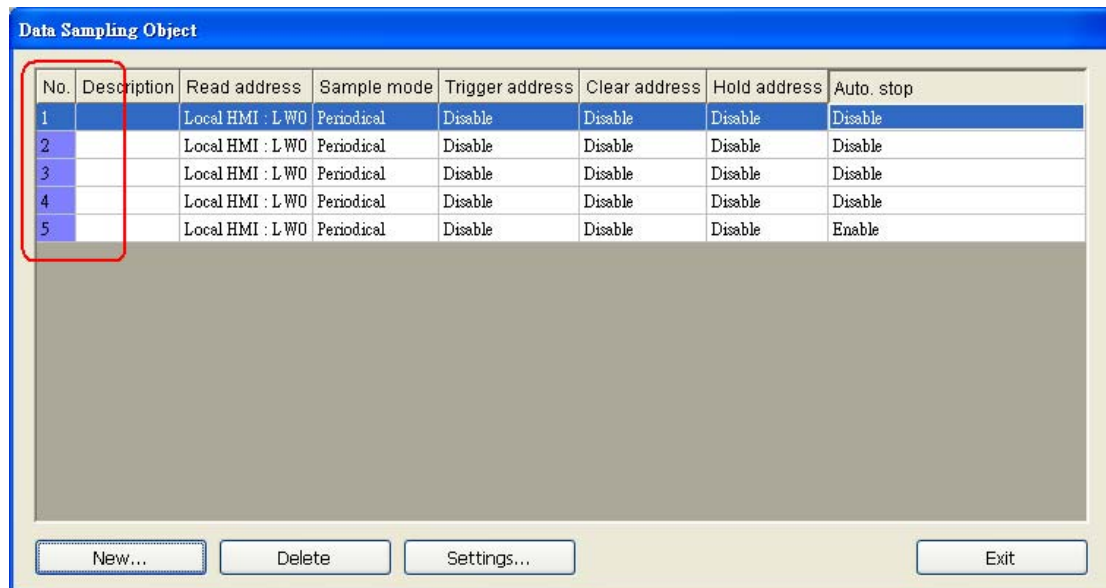 Data Sampling Object
No. Description Read address Sample mode Trigger address Clear address Hold address Auto. stop
1 Local HMI : LW0 Periodical Disable Disable Disable Disable
2 Local HMI : LW0 Periodical Disable Disable Disable Disable
3 Local HMI : LW0 Periodical Disable Disable Disable Disable
4 Local HMI : LW0 Periodical Disable Disable Disable Disable
5 Local HMI : LW0 Periodical Disable Disable Disable Enable
New... Delete Settings... Exit